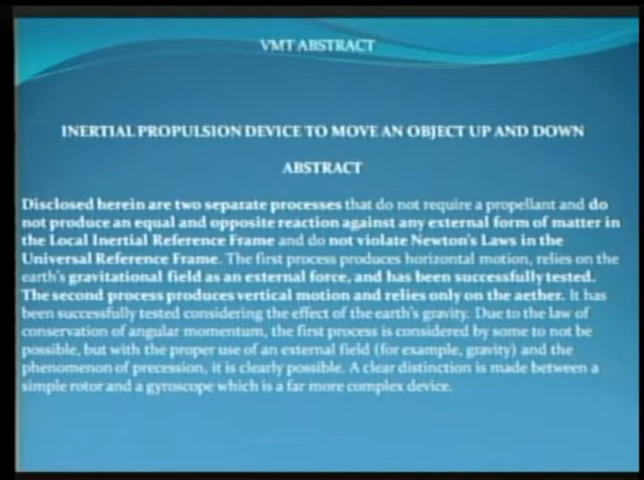 VMT ABSTRACT
INERTIAL PROPULSION DEVICE TO MOVE AN OBJECT UP AND DOWN
ABSTRACT
Disclosed herein are two separate processes that do not require a propellant and do
not produce an equal and opposite reaction against any external form of matter in
the Local Inertial Reference Frame and do not violate Newton's Laws in the
Universal Reference Frame. The first process produces horizontal motion, relies on the
earth's gravitational field as an external force, and has been successfully tested.
The second process produces vertical motion and relies only on the aether. It has
been successfully tested considering the effect of the earth's gravity. Due to the law of
conservation of angular momentum, the first process is considered by some to not be
possible, but with the proper use of an external field (for example, gravity) and the
phenomenon of precession, it is clearly possible. A clear distinction is made between a
simple rotor and a gyroscope which is a far more complex device.